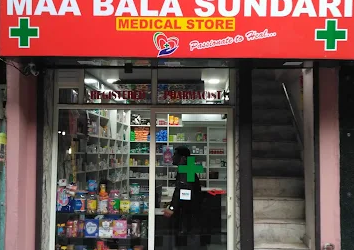 MAA BALA SUNDARI
MEDICAL STORE
Passionate to Heal...
REGISTERED PHARMACIST